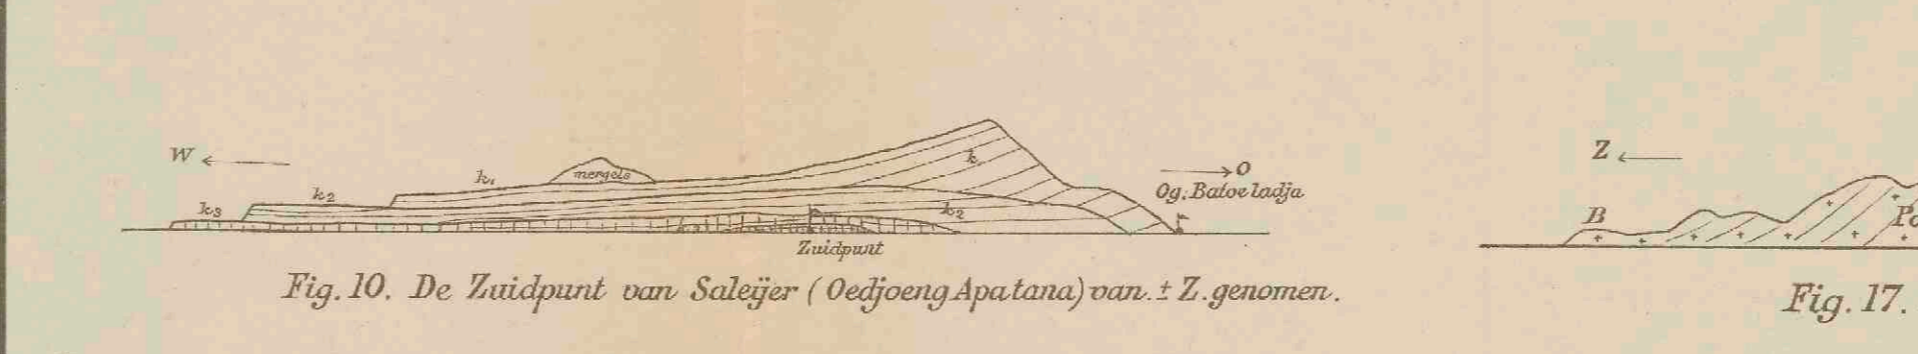 W
O
Og. Batoe ladja
k₃
k₂
k₁
mergels
k
k₂
Zuidpunt
Fig. 10. De Zuidpunt van Saleijer (Oedjoeng Apatana) van ± Z. genomen.
Z
B
Fig. 17.